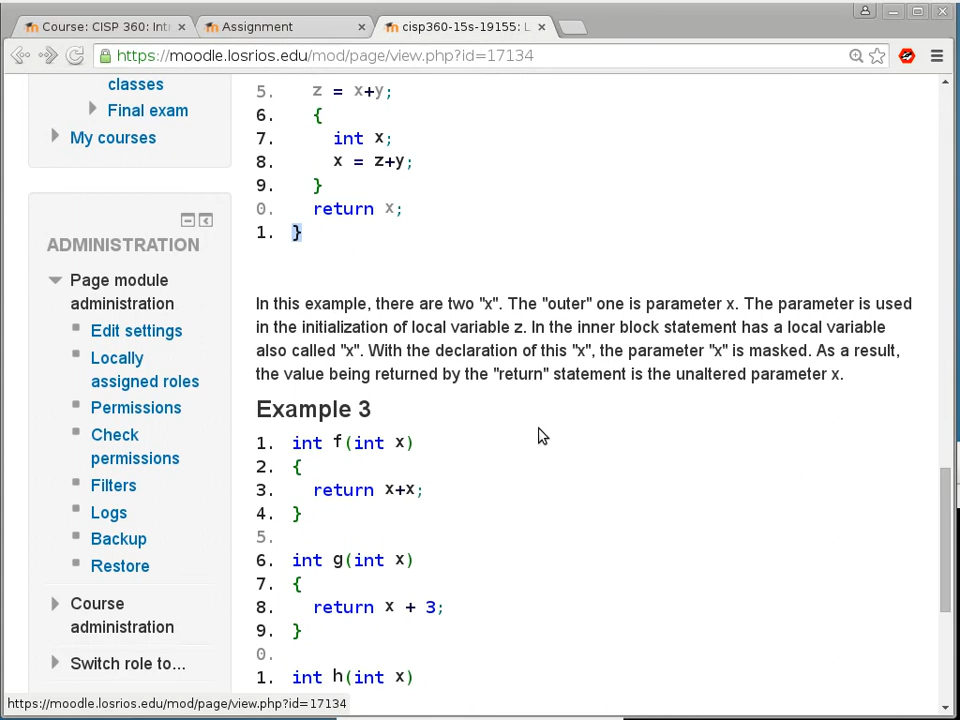 Course: CISP 360: Int
Assignment
cisp360-15s-19155: L
https://moodle.losrios.edu/mod/page/view.php?id=17134
classes
Final exam
My courses
ADMINISTRATION
Page module
administration
Edit settings
Locally
assigned roles
Permissions
Check
permissions
Filters
Logs
Backup
Restore
Course
administration
Switch role to...
5. z = x+y;
6. {
7. int x;
8. x = z+y;
9. }
0. return x;
1. }
In this example, there are two "x". The "outer" one is parameter x. The parameter is used
in the initialization of local variable z. In the inner block statement has a local variable
also called "x". With the declaration of this "x", the parameter "x" is masked. As a result,
the value being returned by the "return" statement is the unaltered parameter x.
Example 3
1. int f(int x)
2. {
3. return x+x;
4. }
5.
6. int g(int x)
7. {
8. return x + 3;
9. }
0.
1. int h(int x)
https://moodle.losrios.edu/mod/page/view.php?id=17134